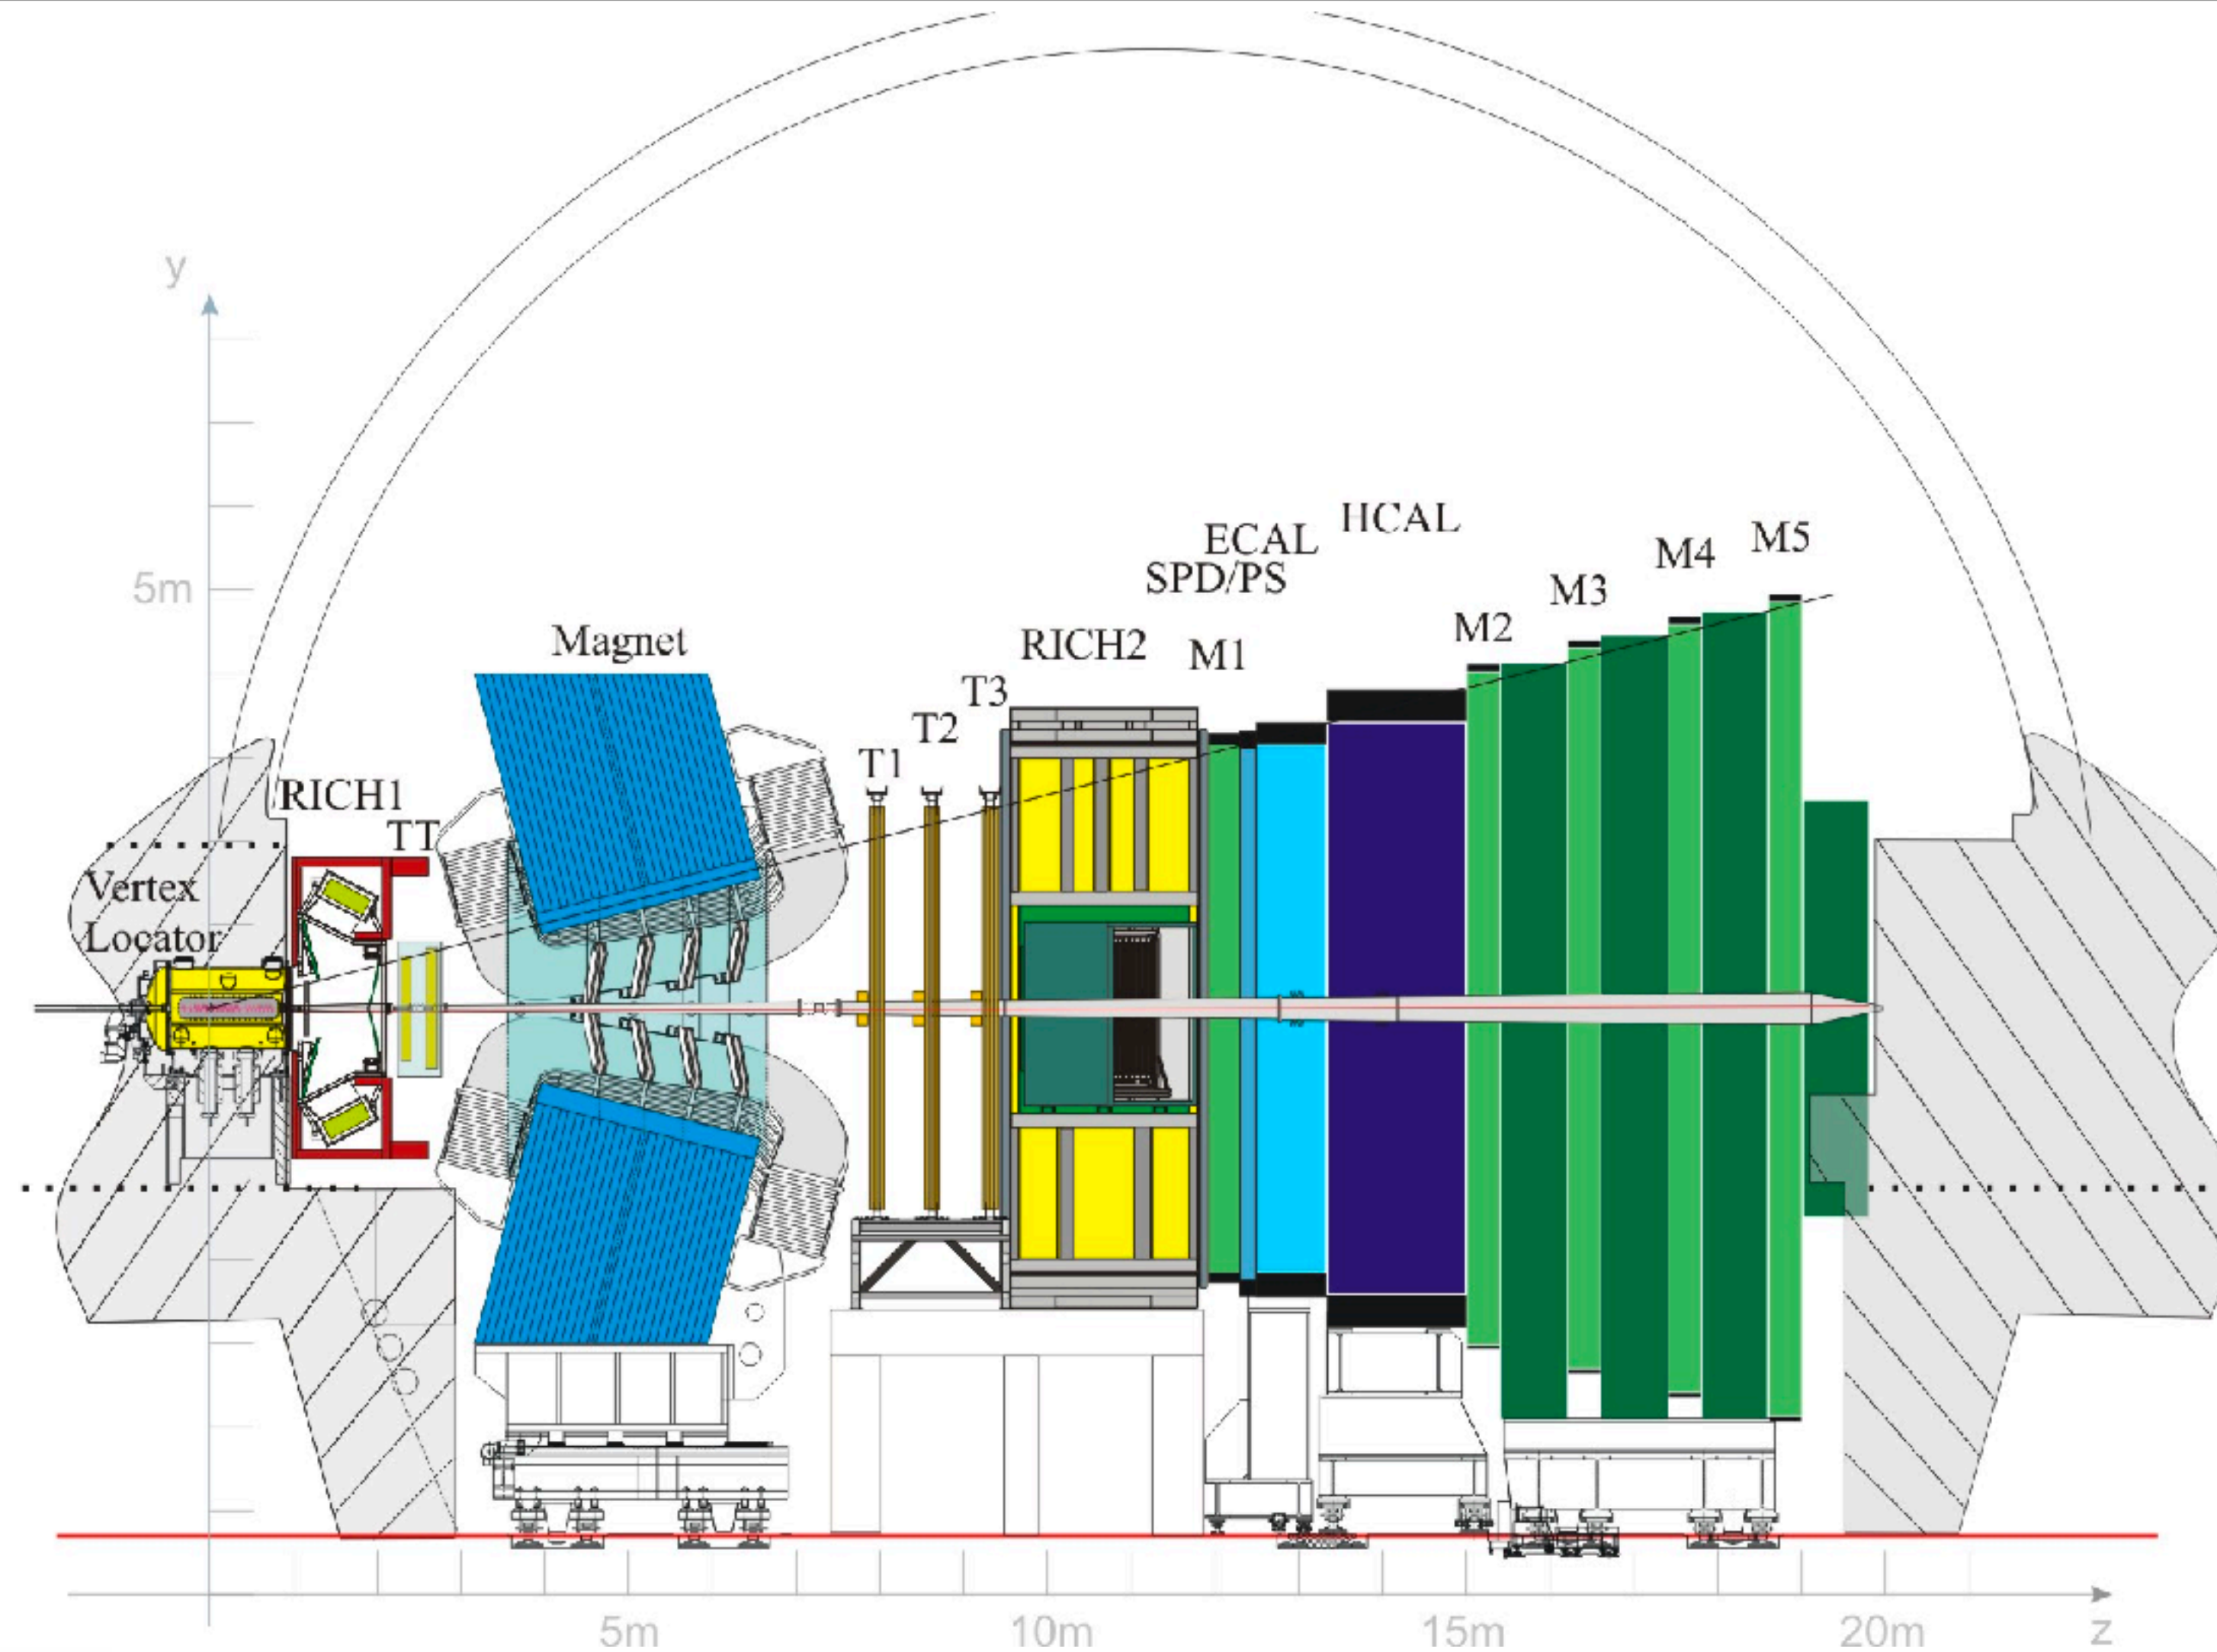 y
5m
HCAL
ECAL
SPD/PS
M5
M4
M3
M2
Magnet
RICH2
M1
T3
T2
T1
RICH1
TT
Vertex
Locator
5m
10m
15m
20m
z